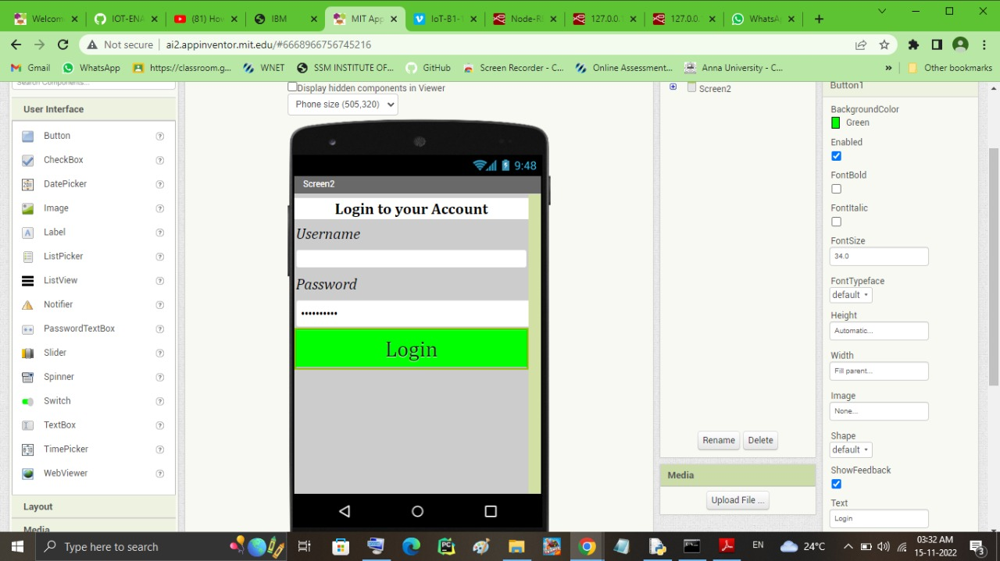 Welcom
IOT-ENA
(81) How
IBM
MIT App
IoT-B1-1
Node-RE
127.0.0.
127.0.0.
WhatsA
Not secure
ai2.appinventor.mit.edu/#6668966756745216
Gmail
WhatsApp
https://classroom.g...
WNET
SSM INSTITUTE OF...
GitHub
Screen Recorder - C...
Online Assessment...
Anna University - C...
»
Other bookmarks
Search Components...
User Interface
Button
CheckBox
DatePicker
Image
Label
ListPicker
ListView
Notifier
PasswordTextBox
Slider
Spinner
Switch
TextBox
TimePicker
WebViewer
Layout
Media
Display hidden components in Viewer
Phone size (505,320)
9:48
Screen2
Login to your Account
Username
Password
••••••••••
Login
Screen2
Rename
Delete
Media
Upload File ...
Button1
BackgroundColor
Green
Enabled
FontBold
FontItalic
FontSize
34.0
FontTypeface
default
Height
Automatic...
Width
Fill parent...
Image
None...
Shape
default
ShowFeedback
Text
Login
Type here to search
EN
24°C
03:32 AM
15-11-2022
3